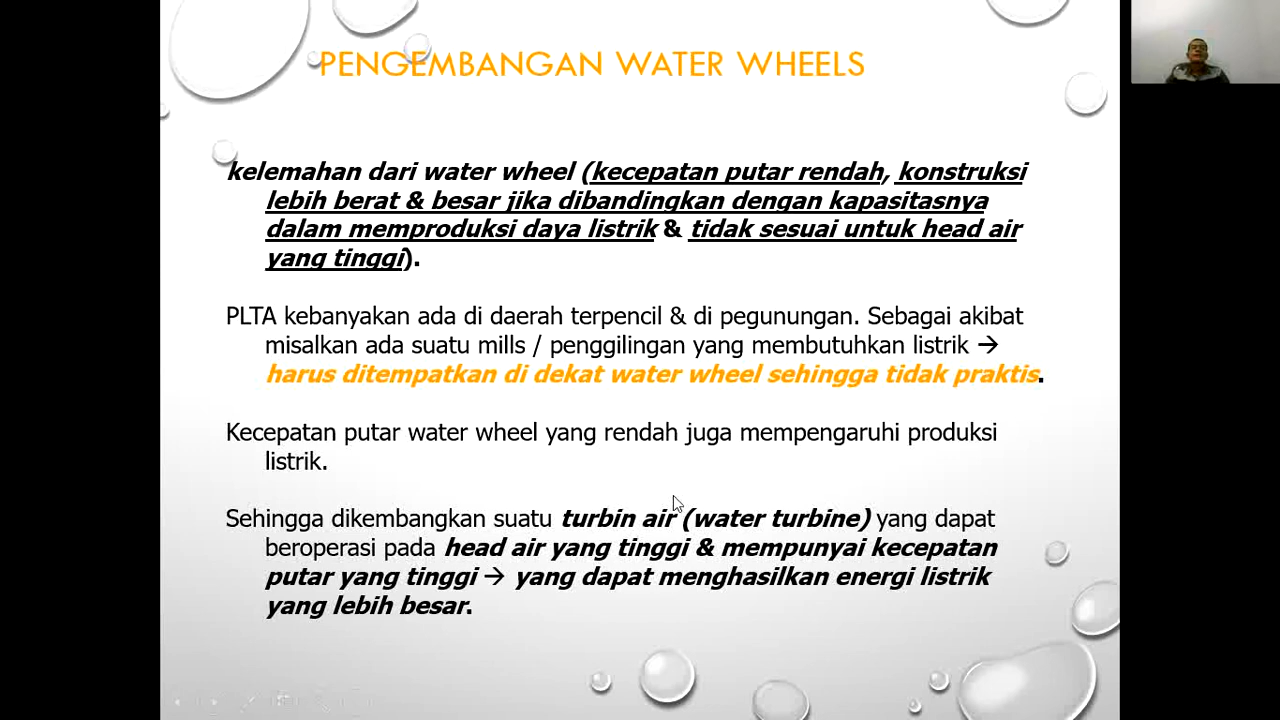 PENGEMBANGAN WATER WHEELS
kelemahan dari water wheel (kecepatan putar rendah, konstruksi
lebih berat & besar jika dibandingkan dengan kapasitasnya
dalam memproduksi daya listrik & tidak sesuai untuk head air
yang tinggi).
PLTA kebanyakan ada di daerah terpencil & di pegunungan. Sebagai akibat
misalkan ada suatu mills / penggilingan yang membutuhkan listrik →
harus ditempatkan di dekat water wheel sehingga tidak praktis.
Kecepatan putar water wheel yang rendah juga mempengaruhi produksi
listrik.
Sehingga dikembangkan suatu turbin air (water turbine) yang dapat
beroperasi pada head air yang tinggi & mempunyai kecepatan
putar yang tinggi → yang dapat menghasilkan energi listrik
yang lebih besar.